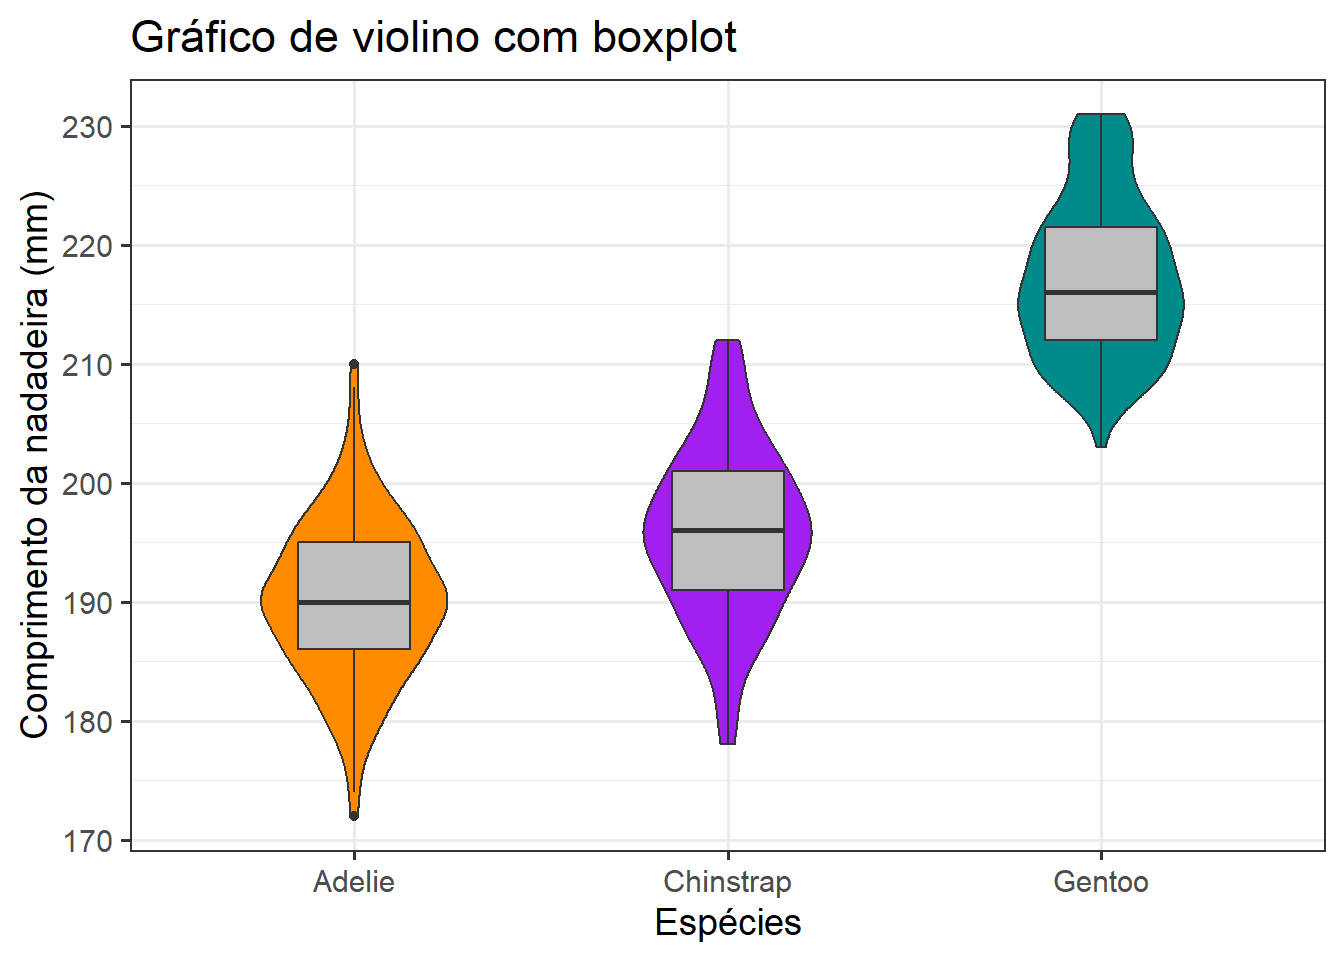 Gráfico de violino com boxplot
Comprimento da nadadeira (mm)
230
220
210
200
190
180
170
Adelie
Chinstrap
Gentoo
Espécies